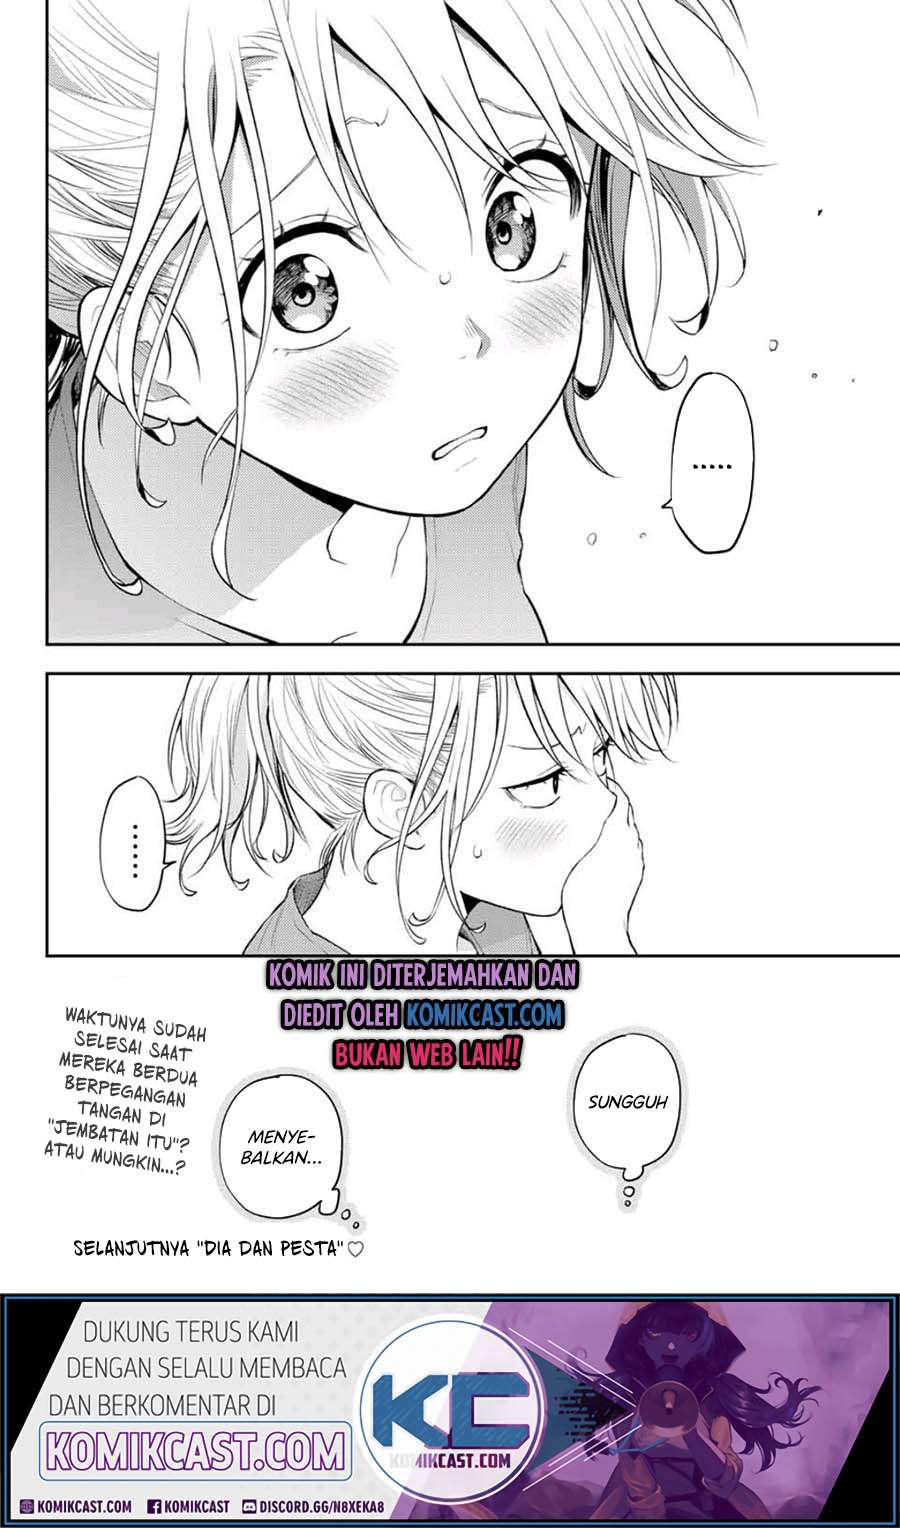 ......
......
KOMIK INI DITERJEMAHKAN DAN
DIEDIT OLEH KOMIKCAST.COM
BUKAN WEB LAIN!!
SUNGGUH
MENYE-
BALKAN...
WAKTUNYA SUDAH
SELESAI SAAT
MEREKA BERDUA
BERPEGANGAN
TANGAN DI
"JEMBATAN ITU"?
ATAU MUNGKIN...?
SELANJUTNYA "DIA DAN PESTA"♡
DUKUNG TERUS KAMI
DENGAN SELALU MEMBACA
DAN BERKOMENTAR DI
KOMIKCAST.COM
KC
KOMIKCAST.COM
KOMIKCAST.COM KOMIKCAST DISCORD.GG/N8XEKA8